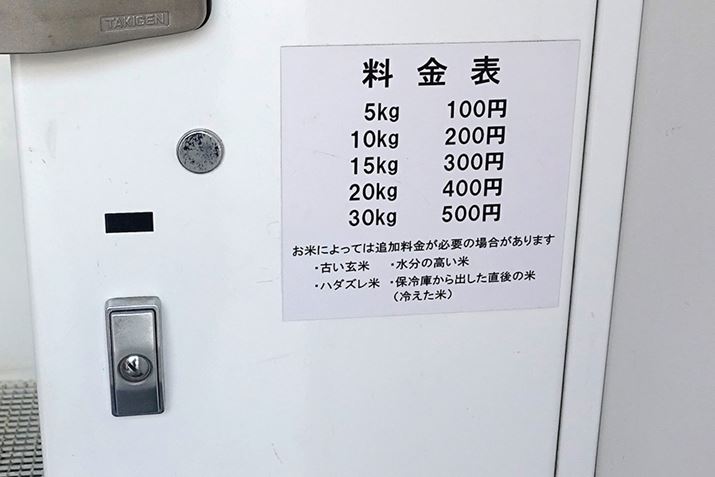 TAKIGEN
料金表
5kg 100円
10kg 200円
15kg 300円
20kg 400円
30kg 500円
お米によっては追加料金が必要の場合があります
・古い玄米 ・水分の高い米
・ハダズレ米 ・保冷庫から出した直後の米
（冷えた米）